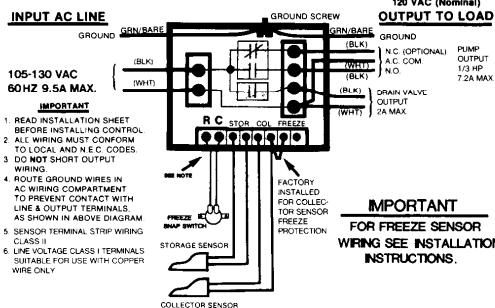 120 VAC (Nominal)
INPUT AC LINE
GROUND SCREW
OUTPUT TO LOAD
GRN/BARE
GRN/BARE
GROUND
GROUND
(BLK)
(BLK)
N.C. (OPTIONAL)
PUMP
A.C. COM.
OUTPUT
(WHT)
N.O.
1/3 HP
(BLK)
7.2A MAX.
105-130 VAC
(WHT)
60HZ 9.5A MAX.
(BLK)
DRAIN VALVE
OUTPUT
(WHT)
2A MAX.
IMPORTANT
1. READ INSTALLATION SHEET
BEFORE INSTALLING CONTROL.
2. ALL WIRING MUST CONFORM
TO LOCAL AND N.E.C. CODES.
3 DO NOT SHORT OUTPUT
WIRING.
4. ROUTE GROUND WIRES IN
AC WIRING COMPARTMENT
TO PREVENT CONTACT WITH
LINE & OUTPUT TERMINALS,
AS SHOWN IN ABOVE DIAGRAM
5. SENSOR TERMINAL STRIP WIRING
CLASS II
6. LINE VOLTAGE CLASS I TERMINALS
SUITABLE FOR USE WITH COPPER
WIRE ONLY
R C STOR COL FREEZE
SEE NOTE
FREEZE
SNAP SWITCH
FACTORY
INSTALLED
FOR COLLEC-
TOR SENSOR
FREEZE
PROTECTION
STORAGE SENSOR
COLLECTOR SENSOR
IMPORTANT
FOR FREEZE SENSOR
WIRING SEE INSTALLATION
INSTRUCTIONS.